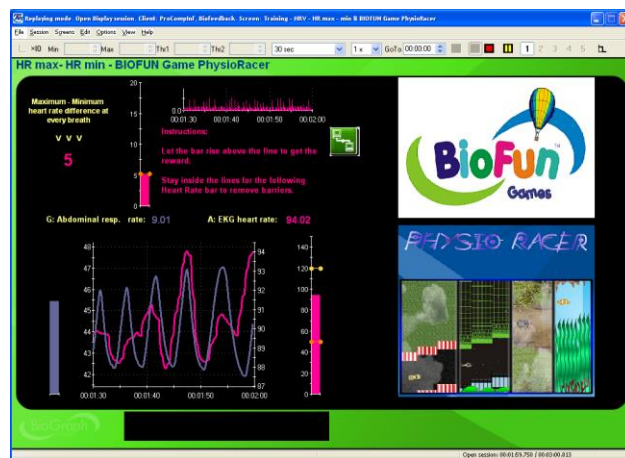 Replaying mode Open Display session. Client: ProCompInf , Biofeedback. Screen: Training - HRV - HR max - min B BIOFUN Game PhysioRacer
File Session Screens Edit Options View Help
×10 Min Max Thr1 Thr2 30 sec 1 x GoTo 00:00:00 1 2 3 4 5
HR max- HR min - BIOFUN Game PhysioRacer
Maximum - Minimum
heart rate difference at
every breath
v v v
5
20
15
10
5
0
0.0
00:01:30 00:01:40 00:01:50 00:02:00
Instructions:
Let the bar rise above the line to get the
reward.
Stay inside the lines for the following
Heart Rate bar to remove barriers.
G: Abdominal resp. rate: 9.01 A: EKG heart rate: 94.02
48
47
46
45
44
43
42
94
93
92
91
90
89
88
87
00:01:30 00:01:40 00:01:50 00:02:00
140
120
100
80
60
40
20
0
BioFun
TM
Games
PHYSIO RACER
BioGraph
Open session: 00:01:59.750 / 00:03:00.013